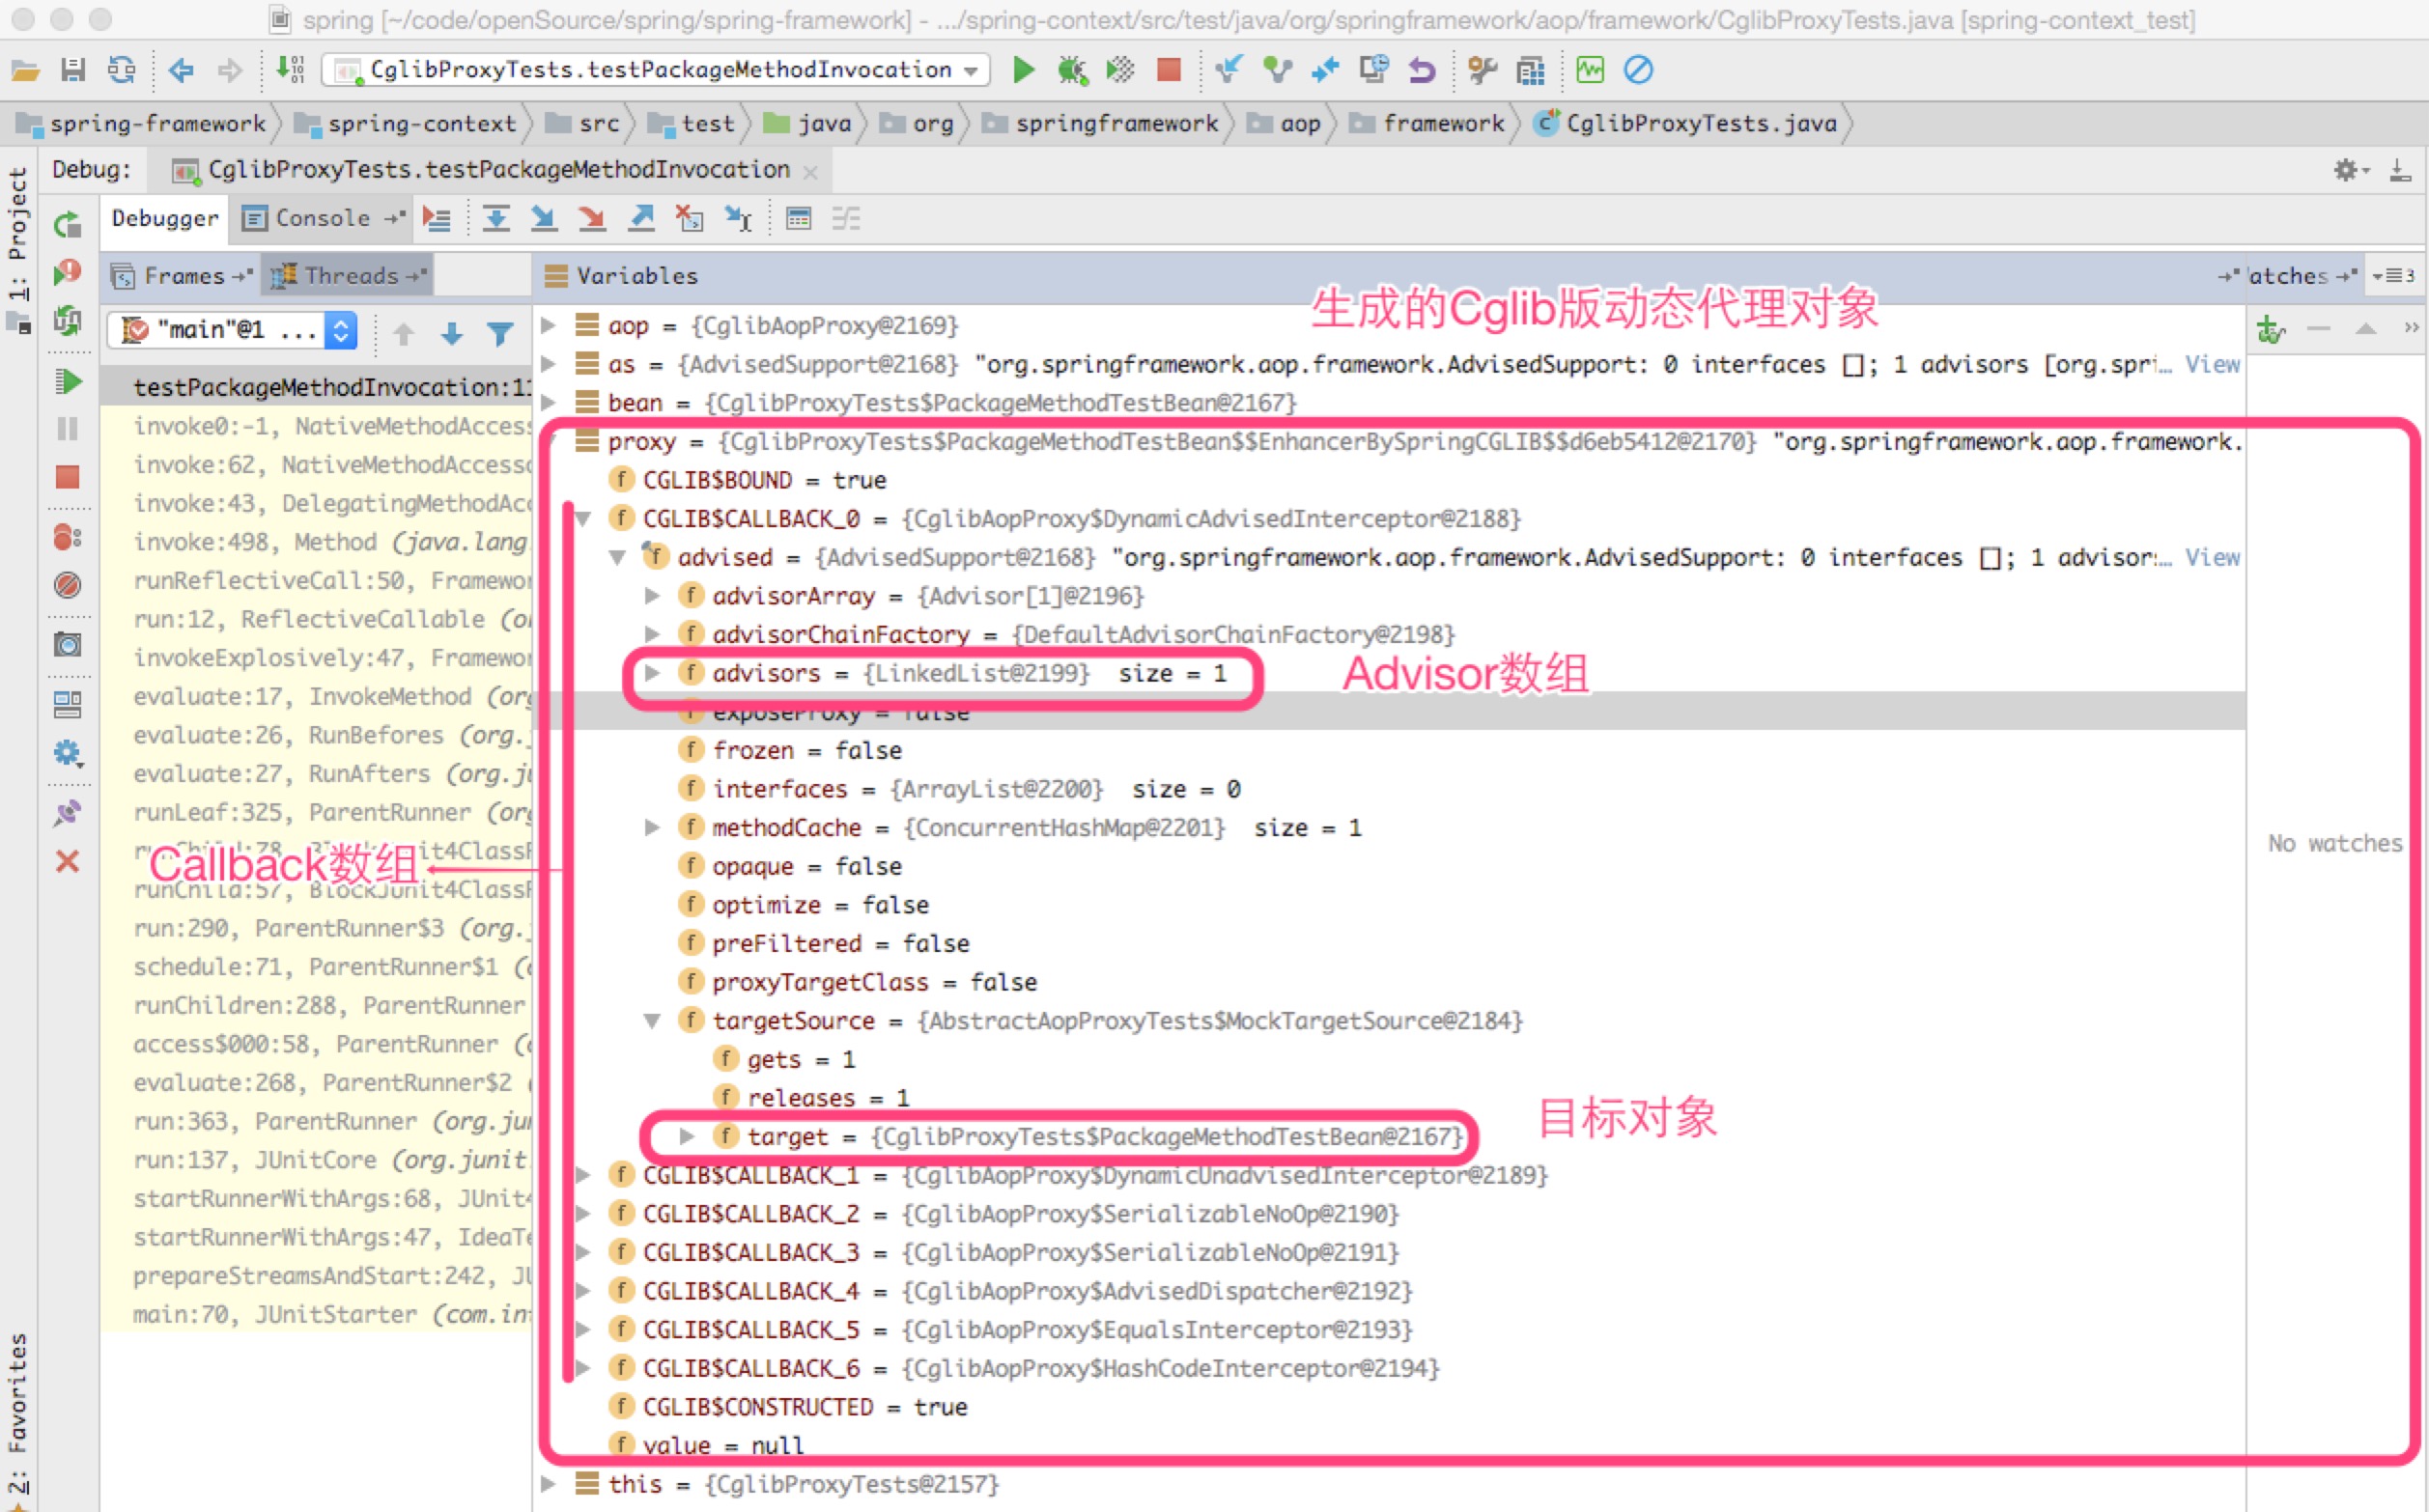 spring [~/code/openSource/spring/spring-framework] - .../spring-context/src/test/java/org/springframework/aop/framework/CglibProxyTests.java [spring-context_test]
CglibProxyTests.testPackageMethodInvocation
spring-framework spring-context src test java org springframework aop framework CglibProxyTests.java
1: Project
Debug: CglibProxyTests.testPackageMethodInvocation
Debugger Console
Frames Threads
"main"@1 ...
testPackageMethodInvocation:11
invoke0:-1, NativeMethodAccess
invoke:62, NativeMethodAccesso
invoke:43, DelegatingMethodAcc
invoke:498, Method (java.lang
runReflectiveCall:50, Framewor
run:12, ReflectiveCallable (or
invokeExplosively:47, Framewor
evaluate:17, InvokeMethod (org
evaluate:26, RunBefores (org.j
evaluate:27, RunAfters (org.ju
runLeaf:325, ParentRunner (org
Callback数组
runChild:57, BlockJUnit4ClassR
run:290, ParentRunner$3 (org.j
schedule:71, ParentRunner$1 (o
runChildren:288, ParentRunner
access$000:58, ParentRunner (o
evaluate:268, ParentRunner$2
run:363, ParentRunner (org.jun
run:137, JUnitCore (org.junit
startRunnerWithArgs:68, JUnit4
startRunnerWithArgs:47, IdeaTe
prepareStreamsAndStart:242, JU
main:70, JUnitStarter (com.in
2: Favorites
Variables
atches
3
生成的Cglib版动态代理对象
aop = {CglibAopProxy@2169}
as = {AdvisedSupport@2168} "org.springframework.aop.framework.AdvisedSupport: 0 interfaces []; 1 advisors [org.spri... View
bean = {CglibProxyTests$PackageMethodTestBean@2167}
proxy = {CglibProxyTests$PackageMethodTestBean$$EnhancerBySpringCGLIB$$d6eb5412@2170} "org.springframework.aop.framework.
CGLIB$BOUND = true
CGLIB$CALLBACK_0 = {CglibAopProxy$DynamicAdvisedInterceptor@2188}
advised = {AdvisedSupport@2168} "org.springframework.aop.framework.AdvisedSupport: 0 interfaces []; 1 advisor... View
advisorArray = {Advisor[1]@2196}
advisorChainFactory = {DefaultAdvisorChainFactory@2198}
advisors = {LinkedList@2199} size = 1
Advisor数组
exposeProxy = false
frozen = false
interfaces = {ArrayList@2200} size = 0
methodCache = {ConcurrentHashMap@2201} size = 1
opaque = false
optimize = false
preFiltered = false
proxyTargetClass = false
targetSource = {AbstractAopProxyTests$MockTargetSource@2184}
gets = 1
releases = 1
target = {CglibProxyTests$PackageMethodTestBean@2167}
目标对象
CGLIB$CALLBACK_1 = {CglibAopProxy$DynamicUnadvisedInterceptor@2189}
CGLIB$CALLBACK_2 = {CglibAopProxy$SerializableNoOp@2190}
CGLIB$CALLBACK_3 = {CglibAopProxy$SerializableNoOp@2191}
CGLIB$CALLBACK_4 = {CglibAopProxy$AdvisedDispatcher@2192}
CGLIB$CALLBACK_5 = {CglibAopProxy$EqualsInterceptor@2193}
CGLIB$CALLBACK_6 = {CglibAopProxy$HashCodeInterceptor@2194}
CGLIB$CONSTRUCTED = true
value = null
this = {CglibProxyTests@2157}
No watches